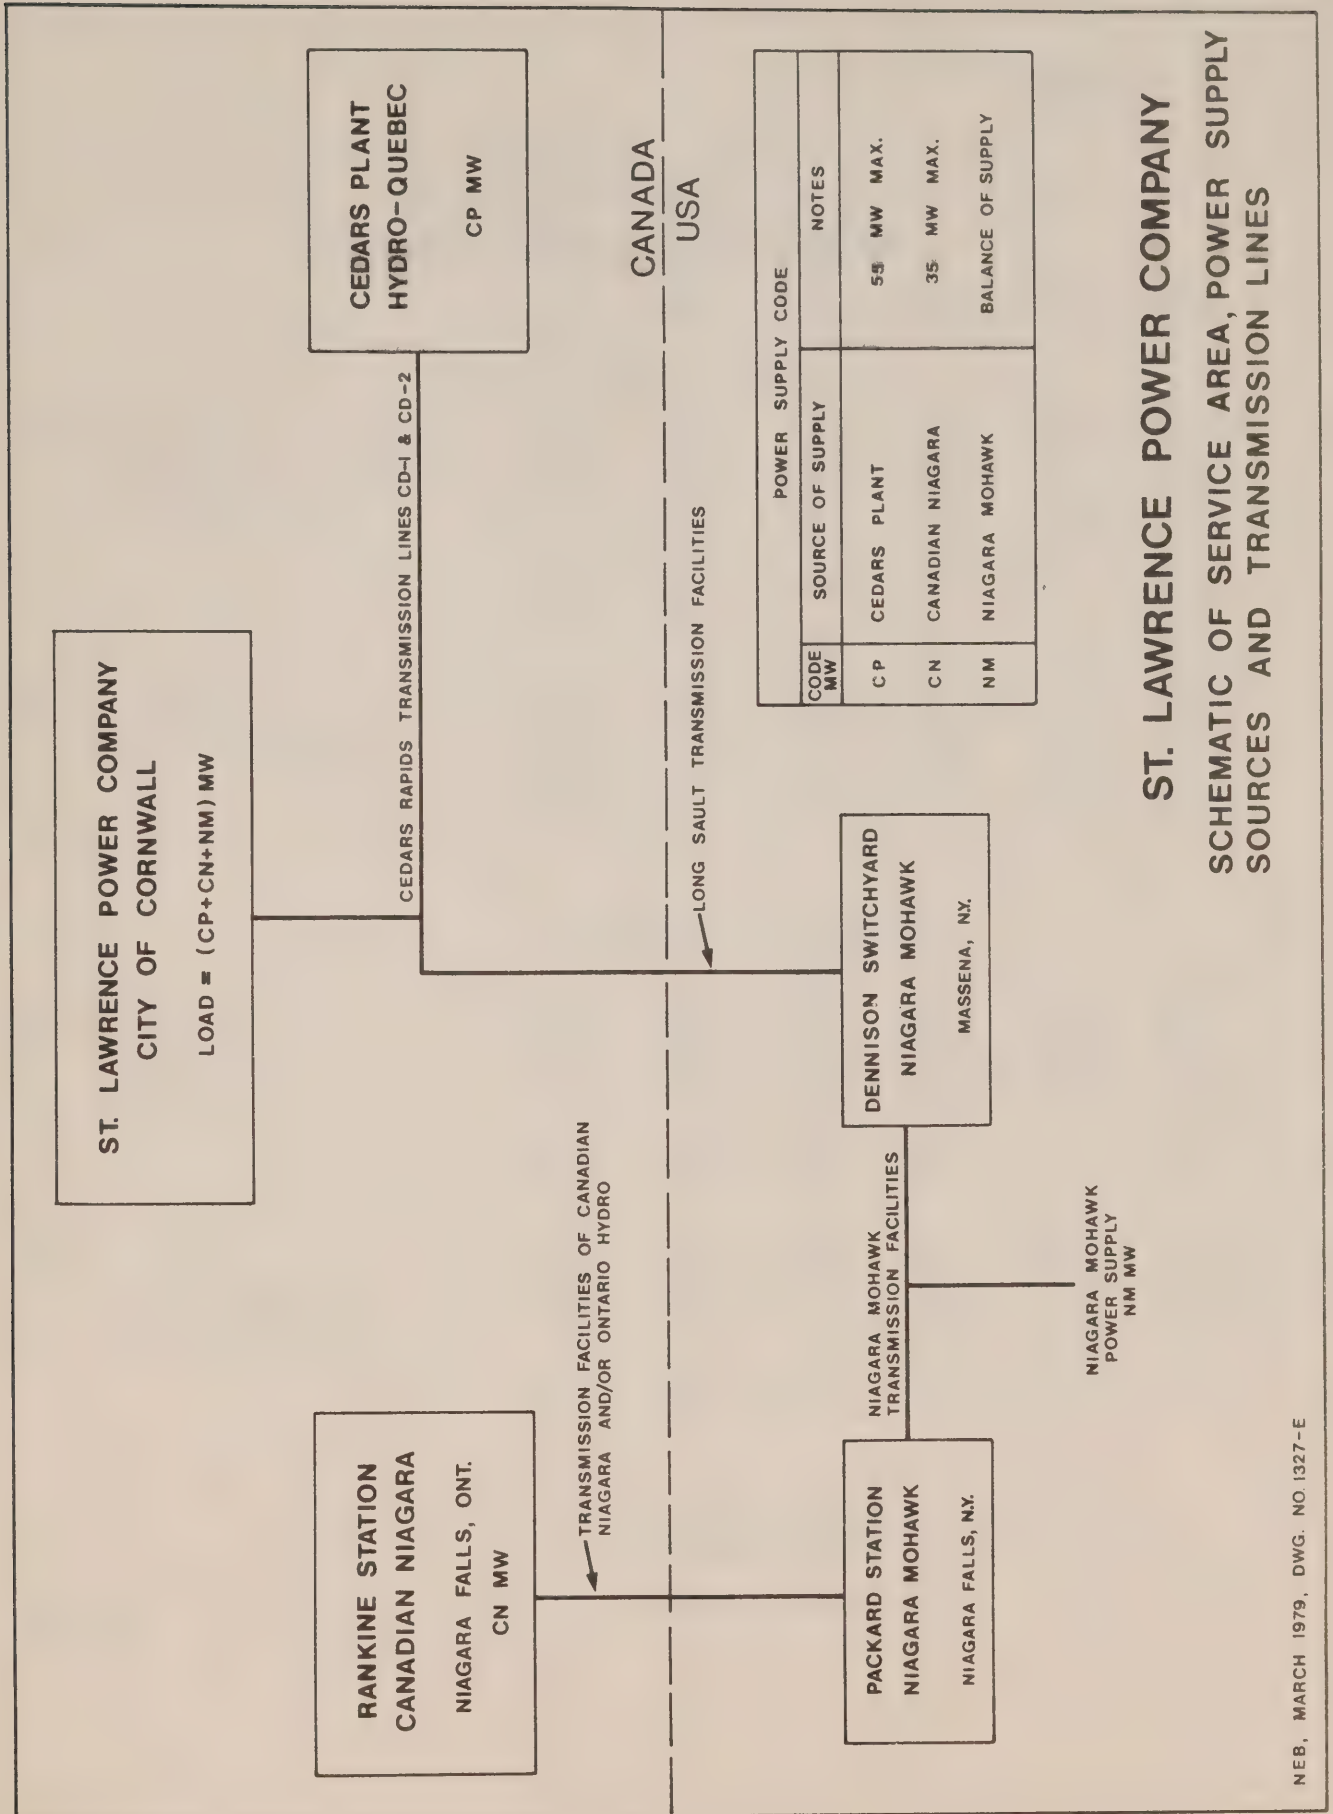 ST. LAWRENCE POWER COMPANY
CITY OF CORNWALL
LOAD = (CP+CN+NM) MW
RANKINE STATION
CANADIAN NIAGARA
NIAGARA FALLS, ONT.
CN MW
CEDARS PLANT
HYDRO-QUEBEC
CP MW
CEDARS RAPIDS TRANSMISSION LINES CD-1 & CD-2
TRANSMISSION FACILITIES OF CANADIAN
NIAGARA AND/OR ONTARIO HYDRO
CANADA
USA
LONG SAULT TRANSMISSION FACILITIES
PACKARD STATION
NIAGARA MOHAWK
NIAGARA FALLS, N.Y.
NIAGARA MOHAWK
TRANSMISSION FACILITIES
DENNISON SWITCHYARD
NIAGARA MOHAWK
MASSENA, N.Y.
NIAGARA MOHAWK
POWER SUPPLY
NM MW
POWER SUPPLY CODE
CODE MW SOURCE OF SUPPLY NOTES
CP CEDARS PLANT 55 MW MAX.
CN CANADIAN NIAGARA 35 MW MAX.
NM NIAGARA MOHAWK BALANCE OF SUPPLY
ST. LAWRENCE POWER COMPANY
SCHEMATIC OF SERVICE AREA, POWER SUPPLY
SOURCES AND TRANSMISSION LINES
NEB, MARCH 1979, DWG. NO. 1327-E